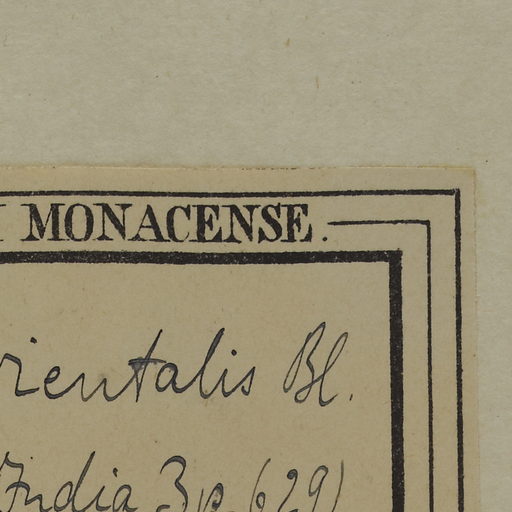 MONACENSE.
rientalis Bl.
India 3 p. 629)